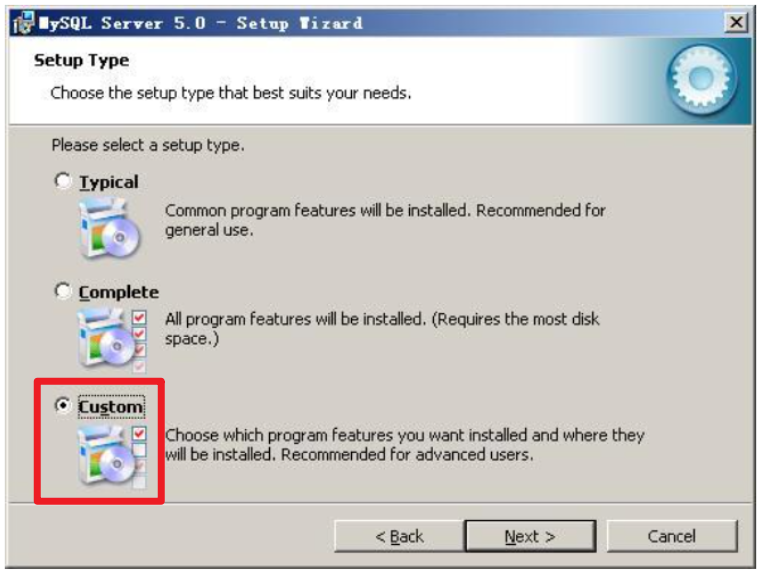 MySQL Server 5.0 - Setup Wizard
Setup Type
Choose the setup type that best suits your needs.
Please select a setup type.
Typical
Common program features will be installed. Recommended for
general use.
Complete
All program features will be installed. (Requires the most disk
space.)
Custom
Choose which program features you want installed and where they
will be installed. Recommended for advanced users.
< Back Next > Cancel